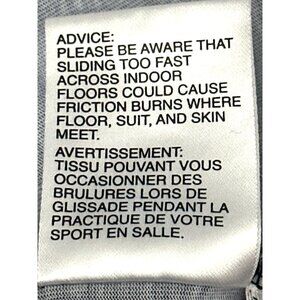 ADVICE:
PLEASE BE AWARE THAT
SLIDING TOO FAST
ACROSS INDOOR
FLOORS COULD CAUSE
FRICTION BURNS WHERE
FLOOR, SUIT, AND SKIN
MEET.
AVERTISSEMENT:
TISSU POUVANT VOUS
OCCASIONNER DES
BRULURES LORS DE
GLISSADE PENDANT LA
PRACTIQUE DE VOTRE
SPORT EN SALLE.